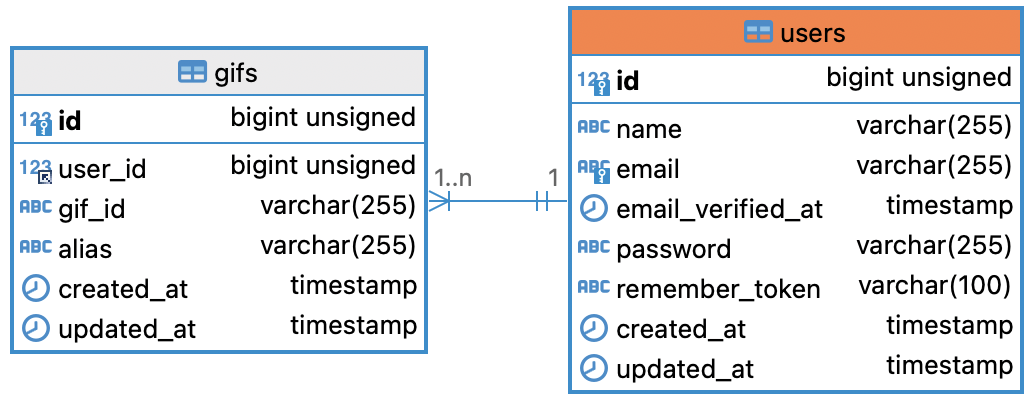 gifs
123 id bigint unsigned
123 user_id bigint unsigned
ABC gif_id varchar(255)
ABC alias varchar(255)
created_at timestamp
updated_at timestamp
1..n 1
users
123 id bigint unsigned
ABC name varchar(255)
ABC email varchar(255)
email_verified_at timestamp
ABC password varchar(255)
ABC remember_token varchar(100)
created_at timestamp
updated_at timestamp